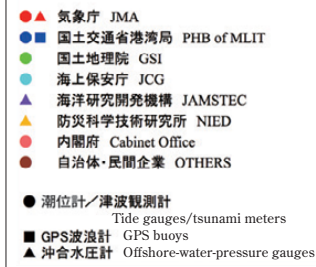 気象庁 JMA
国土交通省港湾局 PHB of MLIT
国土地理院 GSI
海上保安庁 JCG
海洋研究開発機構 JAMSTEC
防災科学技術研究所 NIED
内閣府 Cabinet Office
自治体・民間企業 OTHERS
潮位計／津波観測計
Tide gauges/tsunami meters
GPS波浪計 GPS buoys
沖合水圧計 Offshore-water-pressure gauges